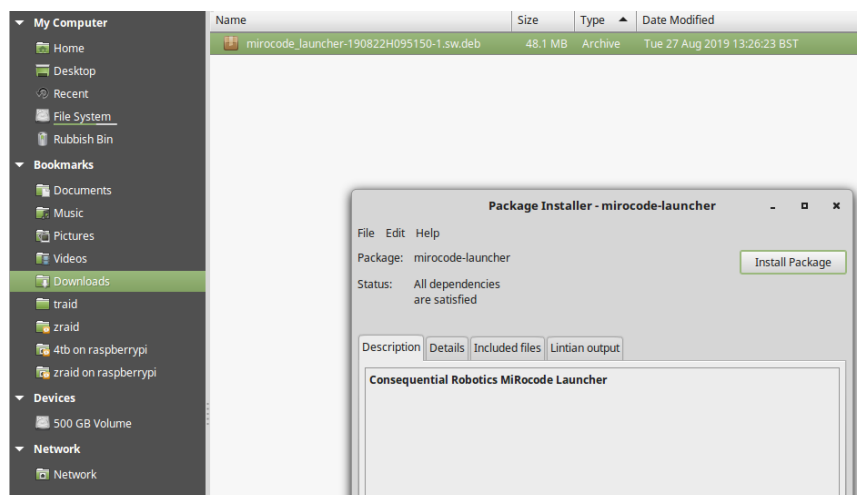 My Computer
Home
Desktop
Recent
File System
Rubbish Bin
Bookmarks
Documents
Music
Pictures
Videos
Downloads
traid
zraid
4tb on raspberrypi
zraid on raspberrypi
Devices
500 GB Volume
Network
Network
Name Size Type Date Modified
mirocode_launcher-190822H095150-1.sw.deb 48.1 MB Archive Tue 27 Aug 2019 13:26:23 BST
Package Installer - mirocode-launcher
File Edit Help
Package: mirocode-launcher
Install Package
Status: All dependencies
are satisfied
Description Details Included files Lintian output
Consequential Robotics MiRocode Launcher